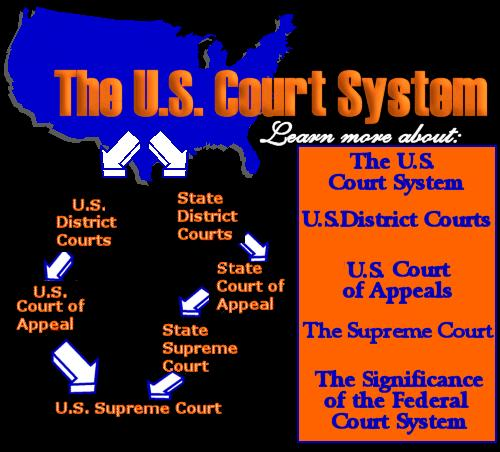 The U.S. Court System
Learn more about:
U.S.
District
Courts
State
District
Courts
U.S.
Court of
Appeal
State
Court of
Appeal
State
Supreme
Court
U.S. Supreme Court
The U.S.
Court System
U.S.District Courts
U.S. Court
of Appeals
The Supreme Court
The Significance
of the Federal
Court System